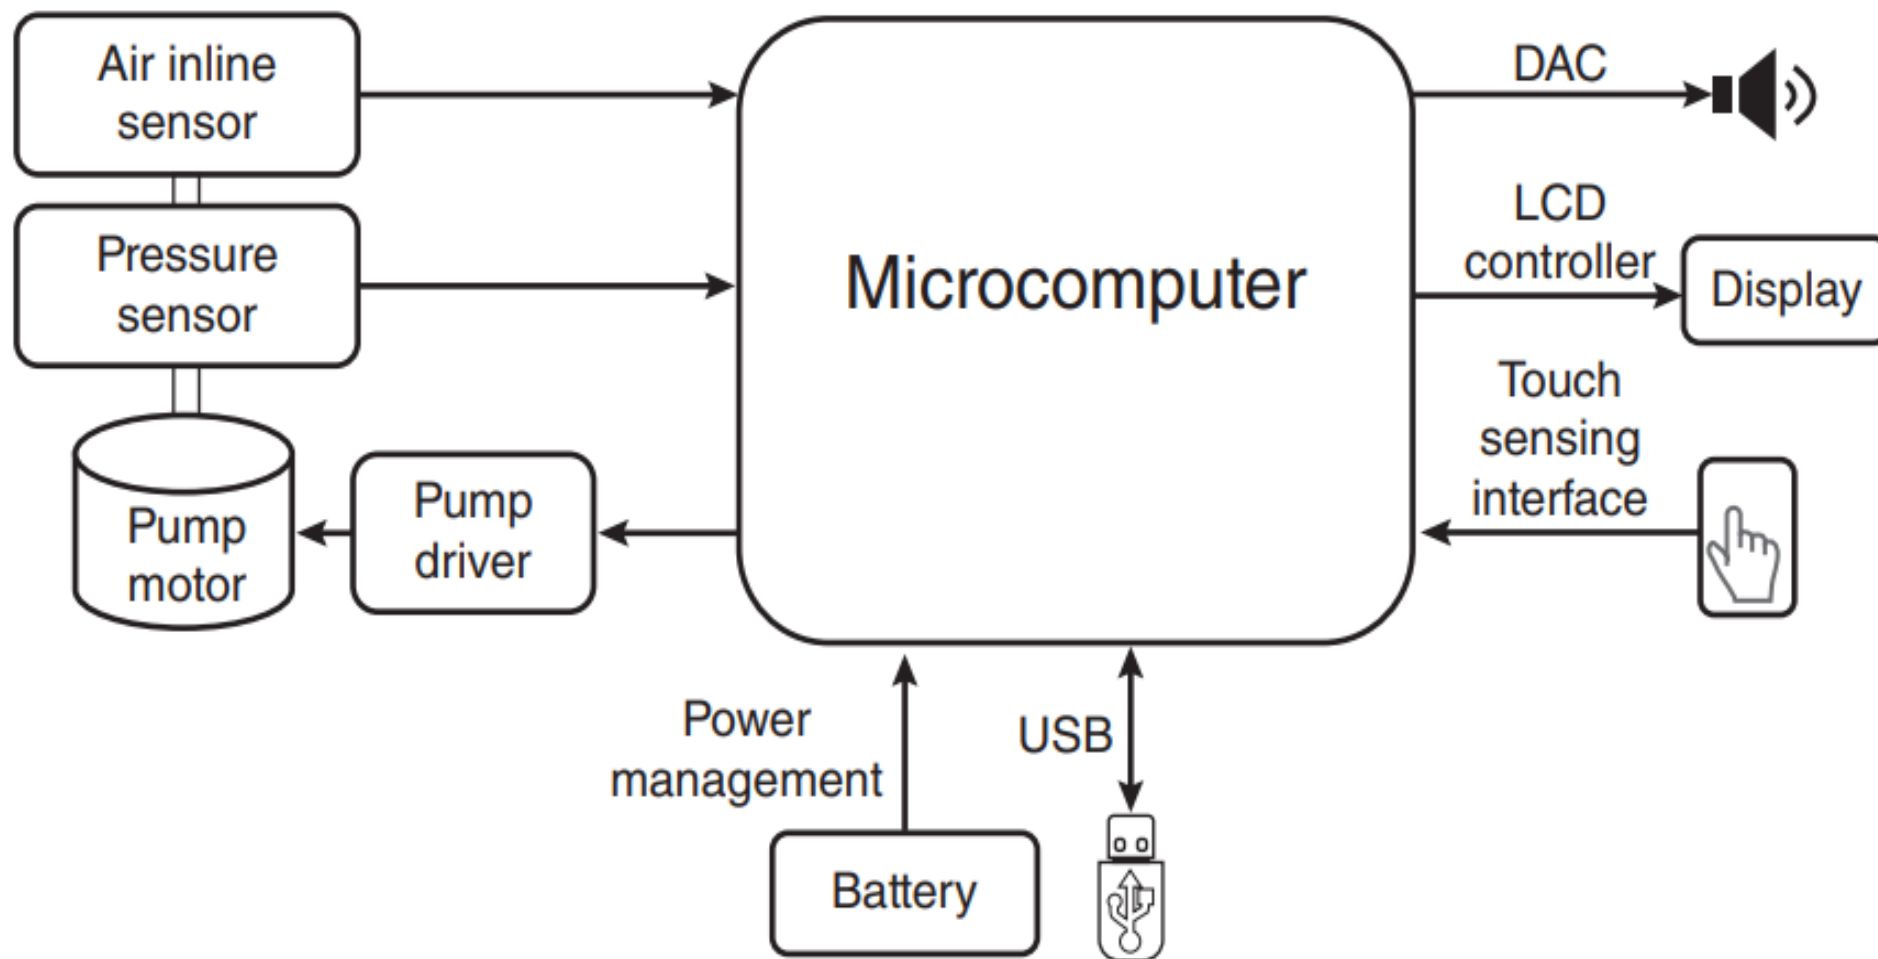 Air inline
sensor
Pressure
sensor
Pump
motor
Pump
driver
Microcomputer
DAC
LCD
controller
Display
Touch
sensing
interface
Power
management
USB
Battery